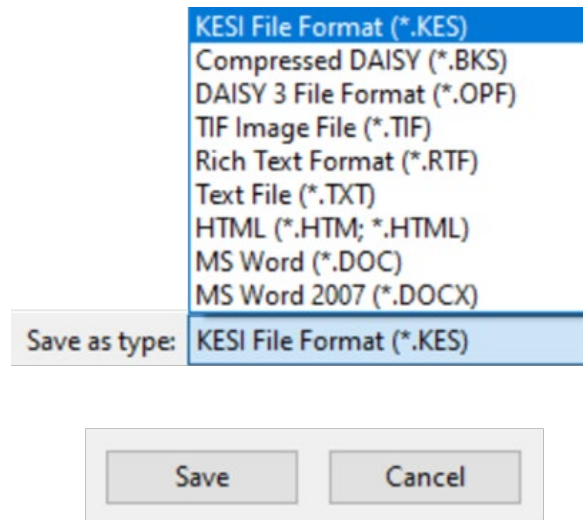 KESI File Format (*.KES)
Compressed DAISY (*.BKS)
DAISY 3 File Format (*.OPF)
TIF Image File (*.TIF)
Rich Text Format (*.RTF)
Text File (*.TXT)
HTML (*.HTM; *.HTML)
MS Word (*.DOC)
MS Word 2007 (*.DOCX)
Save as type: KESI File Format (*.KES)
Save Cancel